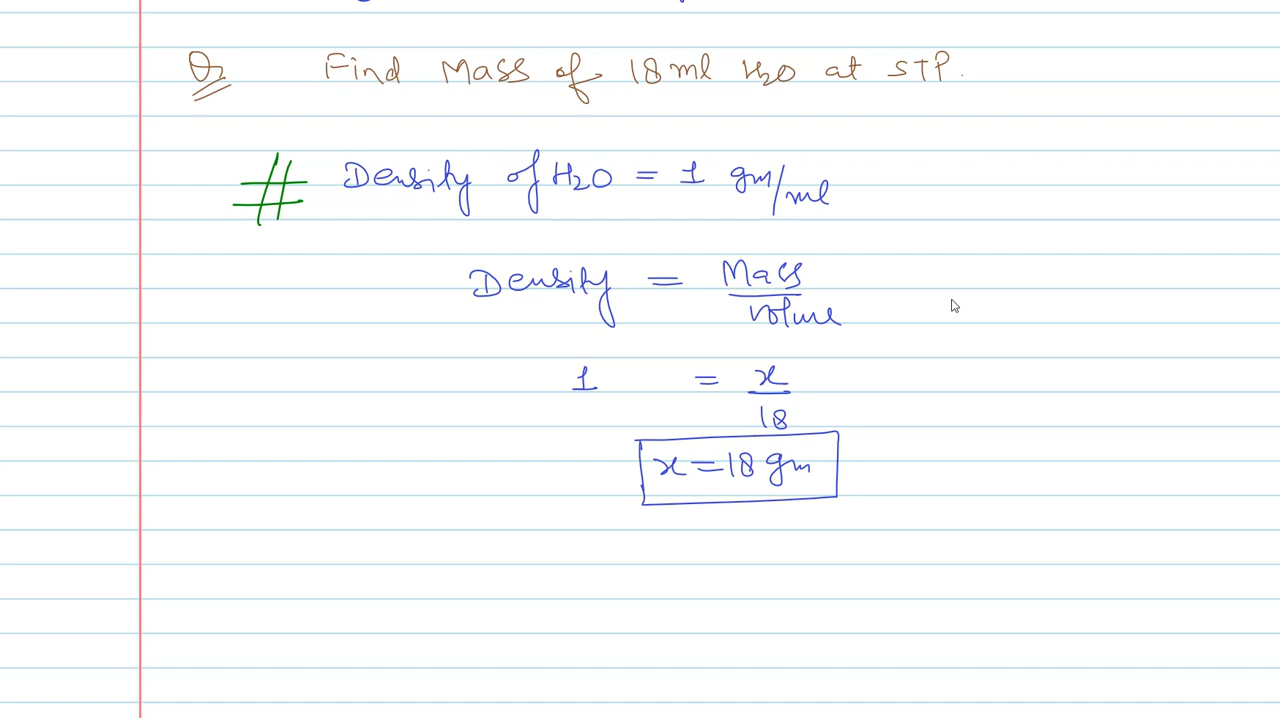 Q Find Mass of 18 ml H2O at STP.
# Density of H2O = 1 gm/ml
Density = Mass
volume
1 = x
18
x = 18 gm